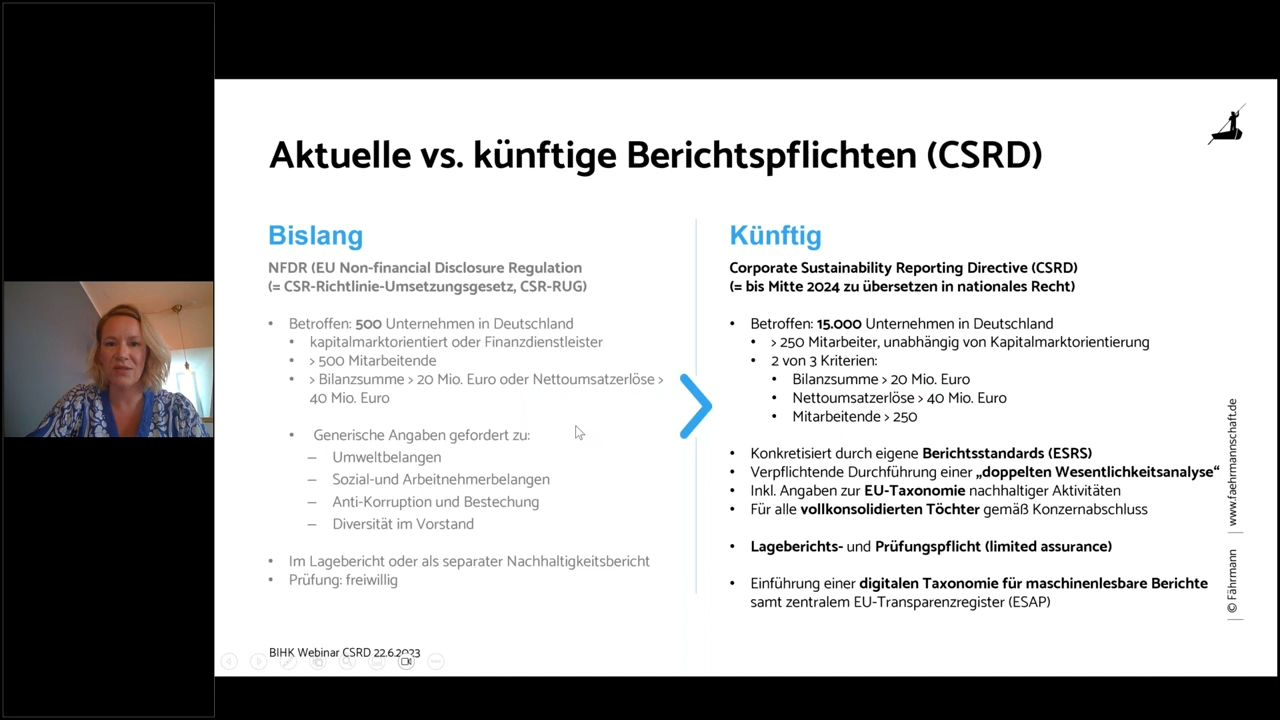 Aktuelle vs. künftige Berichtspflichten (CSRD)
Bislang
NFDR (EU Non-financial Disclosure Regulation
(= CSR-Richtlinie-Umsetzungsgesetz, CSR-RUG)
• Betroffen: 500 Unternehmen in Deutschland
• kapitalmarktorientiert oder Finanzdienstleister
• > 500 Mitarbeitende
• > Bilanzsumme > 20 Mio. Euro oder Nettoumsatzerlöse >
40 Mio. Euro
• Generische Angaben gefordert zu:
– Umweltbelangen
– Sozial-und Arbeitnehmerbelangen
– Anti-Korruption und Bestechung
– Diversität im Vorstand
• Im Lagebericht oder als separater Nachhaltigkeitsbericht
• Prüfung: freiwillig
Künftig
Corporate Sustainability Reporting Directive (CSRD)
(= bis Mitte 2024 zu übersetzen in nationales Recht)
• Betroffen: 15.000 Unternehmen in Deutschland
• > 250 Mitarbeiter, unabhängig von Kapitalmarktorientierung
• 2 von 3 Kriterien:
• Bilanzsumme > 20 Mio. Euro
• Nettoumsatzerlöse > 40 Mio. Euro
• Mitarbeitende > 250
• Konkretisiert durch eigene Berichtsstandards (ESRS)
• Verpflichtende Durchführung einer „doppelten Wesentlichkeitsanalyse“
• Inkl. Angaben zur EU-Taxonomie nachhaltiger Aktivitäten
• Für alle vollkonsolidierten Töchter gemäß Konzernabschluss
• Lageberichts- und Prüfungspflicht (limited assurance)
• Einführung einer digitalen Taxonomie für maschinenlesbare Berichte
samt zentralem EU-Transparenzregister (ESAP)
| © Fährmann | www.faehrmannschaft.de
BIHK Webinar CSRD 22.6.2023